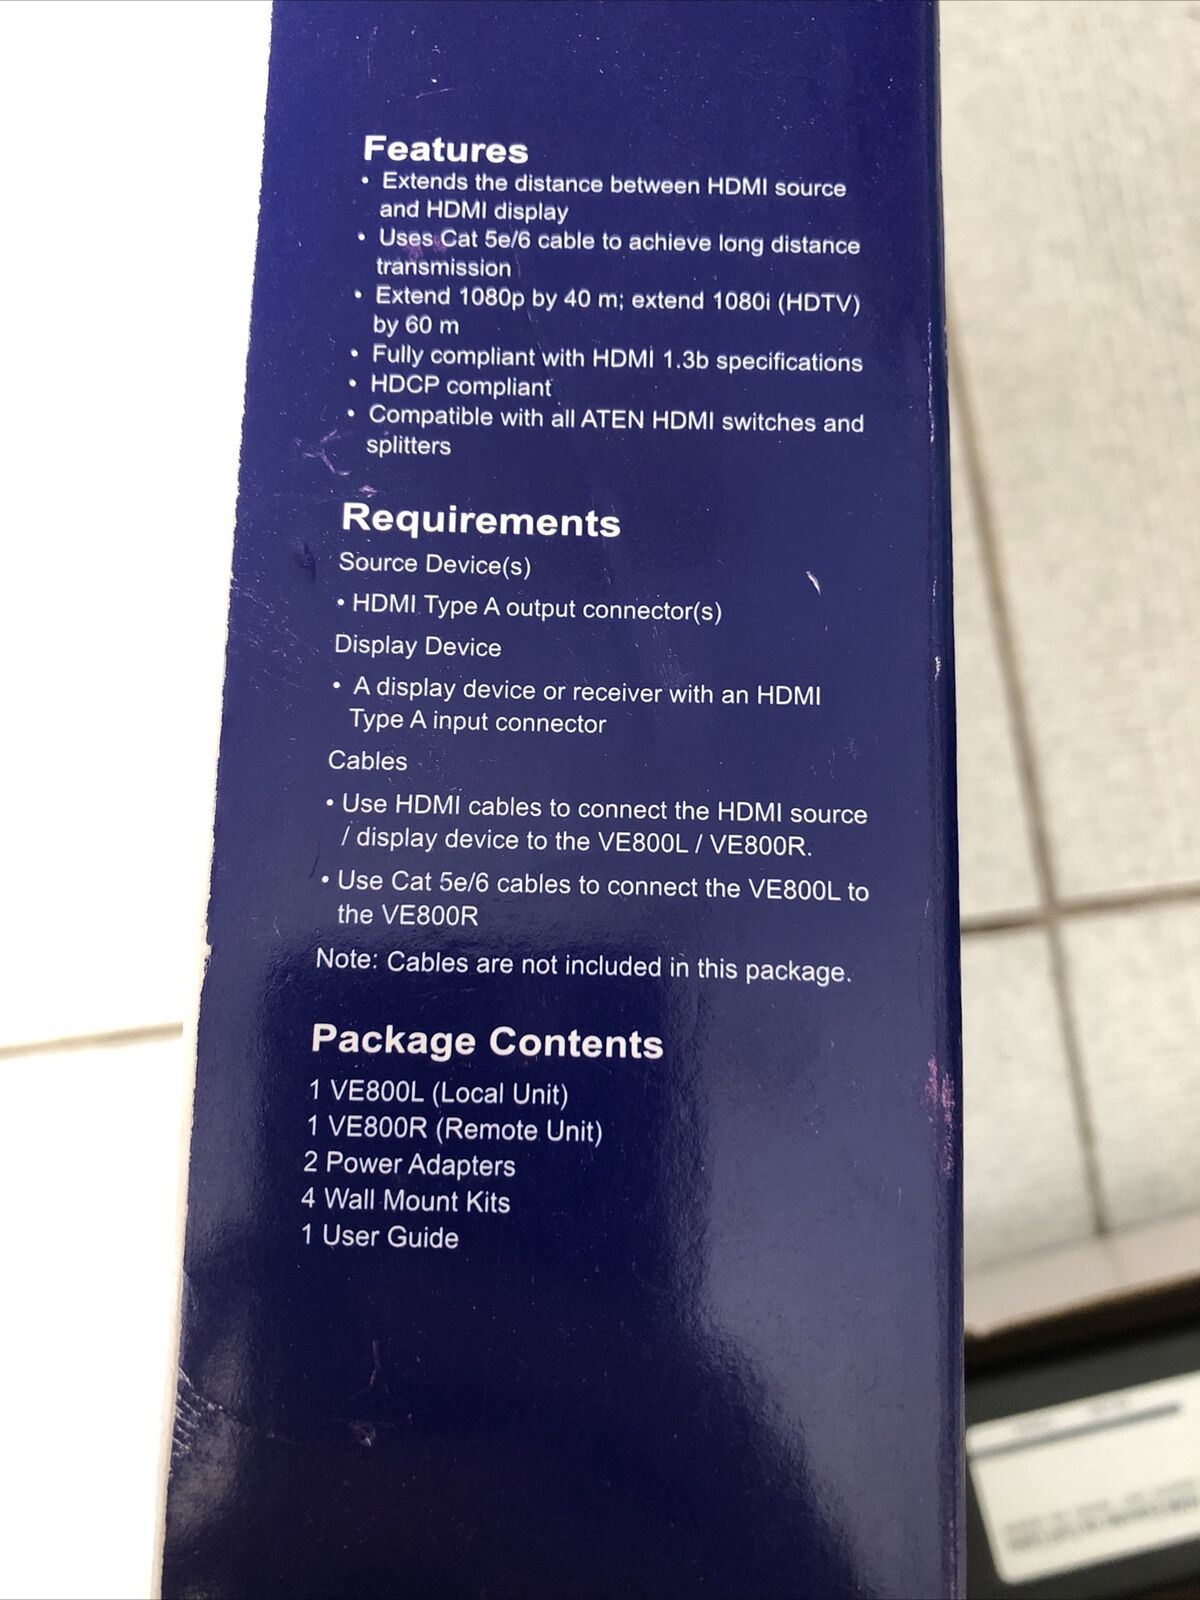 Features
• Extends the distance between HDMI source
and HDMI display
• Uses Cat 5e/6 cable to achieve long distance
transmission
• Extend 1080p by 40 m; extend 1080i (HDTV)
by 60 m
• Fully compliant with HDMI 1.3b specifications
• HDCP compliant
• Compatible with all ATEN HDMI switches and
splitters
Requirements
Source Device(s)
• HDMI Type A output connector(s)
Display Device
• A display device or receiver with an HDMI
Type A input connector
Cables
• Use HDMI cables to connect the HDMI source
/ display device to the VE800L / VE800R.
• Use Cat 5e/6 cables to connect the VE800L to
the VE800R
Note: Cables are not included in this package.
Package Contents
1 VE800L (Local Unit)
1 VE800R (Remote Unit)
2 Power Adapters
4 Wall Mount Kits
1 User Guide